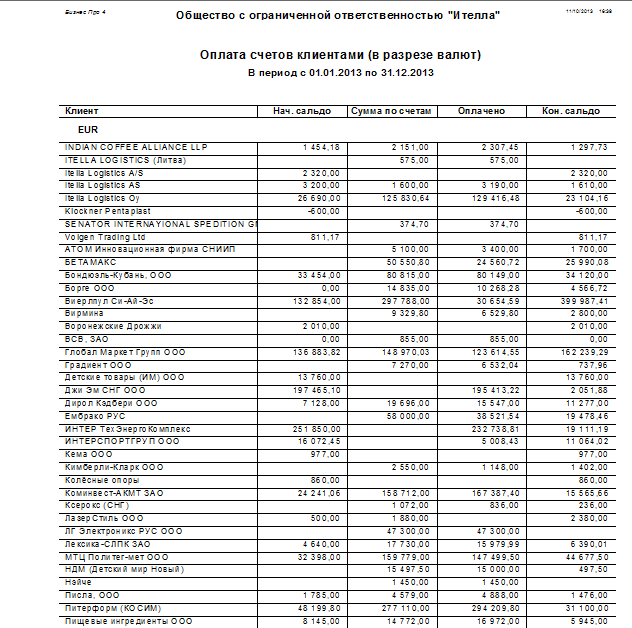 Бизнес Про 4
11/10/2013 16:36
Общество с ограниченной ответственностью "Ителла"
Оплата счетов клиентами (в разрезе валют)
В период с 01.01.2013 по 31.12.2013
Клиент Нач. сальдо Сумма по счетам Оплачено Кон. сальдо
EUR
INDIAN COFFEE ALLIANCE LLP 1 454,18 2 151,00 2 307,45 1 297,73
ITELLA LOGISTICS (Литва) 575,00 575,00
Itella Logistics A/S 2 320,00 2 320,00
Itella Logistics AS 3 200,00 1 600,00 3 190,00 1 610,00
Itella Logistics Oy 26 690,00 125 830,64 129 416,48 23 104,16
Klockner Pentaplast -600,00 -600,00
SENATOR INTERNAYIONAL SPEDITION GM 374,70 374,70
Volgen Trading Ltd 811,17 811,17
АТОМ Инновационная фирма СНИИП 5 100,00 3 400,00 1 700,00
БЕТАМАКС 50 550,80 24 560,72 25 990,08
Бондюэль-Кубань, ООО 33 454,00 80 815,00 80 149,00 34 120,00
Борге ООО 0,00 14 835,00 10 268,28 4 566,72
Виерлпул Си-Ай-Эс 132 854,00 297 788,00 30 654,59 399 987,41
Вирмина 9 329,80 6 529,80 2 800,00
Воронежские Дрожжи 2 010,00 2 010,00
ВСВ, ЗАО 0,00 855,00 855,00 0,00
Глобал Маркет Групп ООО 136 883,82 148 970,03 123 614,55 162 239,29
Градиент ООО 7 270,00 6 532,04 737,96
Детские товары (ИМ) ООО 13 760,00 13 760,00
Джи Эм СНГ ООО 197 465,10 195 413,22 2 051,88
Дирол Кэдбери ООО 7 128,00 19 696,00 15 547,00 11 277,00
Ембрако РУС 58 000,00 38 521,54 19 478,46
ИНТЕР ТехЭнергоКомплекс 251 850,00 232 738,81 19 111,19
ИНТЕРСПОРТГРУП ООО 16 072,45 5 008,43 11 064,02
Кема ООО 977,00 977,00
Кимберли-Кларк ООО 2 550,00 1 148,00 1 402,00
Колёсные опоры 860,00 860,00
Коминвест-АКМТ ЗАО 24 241,06 158 712,00 167 387,40 15 565,66
Ксерокс (СНГ) 1 072,00 836,00 236,00
ЛазерСтиль ООО 500,00 1 880,00 2 380,00
ЛГ Электроникс РУС ООО 47 300,00 47 300,00
Лексика-СЛПК ЗАО 4 640,00 17 730,00 15 979,99 6 390,01
МТЦ Политег-мет ООО 32 398,00 159 779,00 147 499,50 44 677,50
НДМ (Детский мир Новый) 15 497,50 15 000,00 497,50
Нэйче 1 450,00 1 450,00
Писла, ООО 1 785,00 4 579,00 4 888,00 1 476,00
Питерформ (КОСИМ) 48 199,80 277 110,00 294 209,80 31 100,00
Пищевые ингредиенты ООО 8 145,00 14 772,00 16 972,00 5 945,00